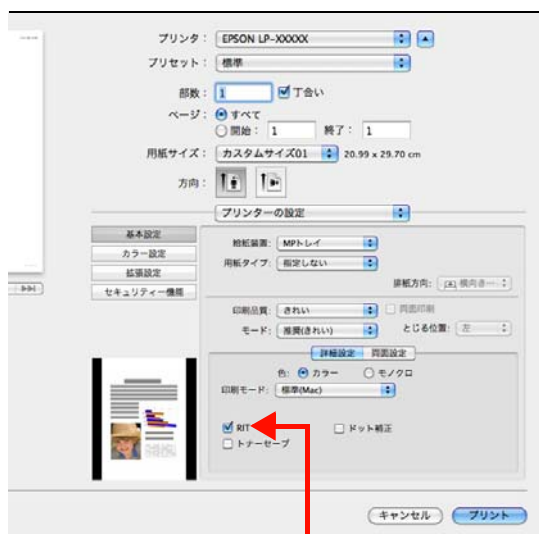 プリンタ： EPSON LP-XXXXX
プリセット： 標準
部数： 1 丁合い
ページ： すべて
開始： 1 終了： 1
用紙サイズ： カスタムサイズ01 20.99 x 29.70 cm
方向：
プリンターの設定
基本設定
カラー設定
拡張設定
セキュリティー機能
給紙装置: MPトレイ
用紙タイプ: 指定しない
排紙方向: 横向き
印刷品質: きれい 両面印刷
モード: 推奨(きれい) とじる位置: 左
詳細設定 両面設定
色: カラー モノクロ
印刷モード: 標準(Mac)
RIT ドット補正
トナーセーブ
キャンセル プリント